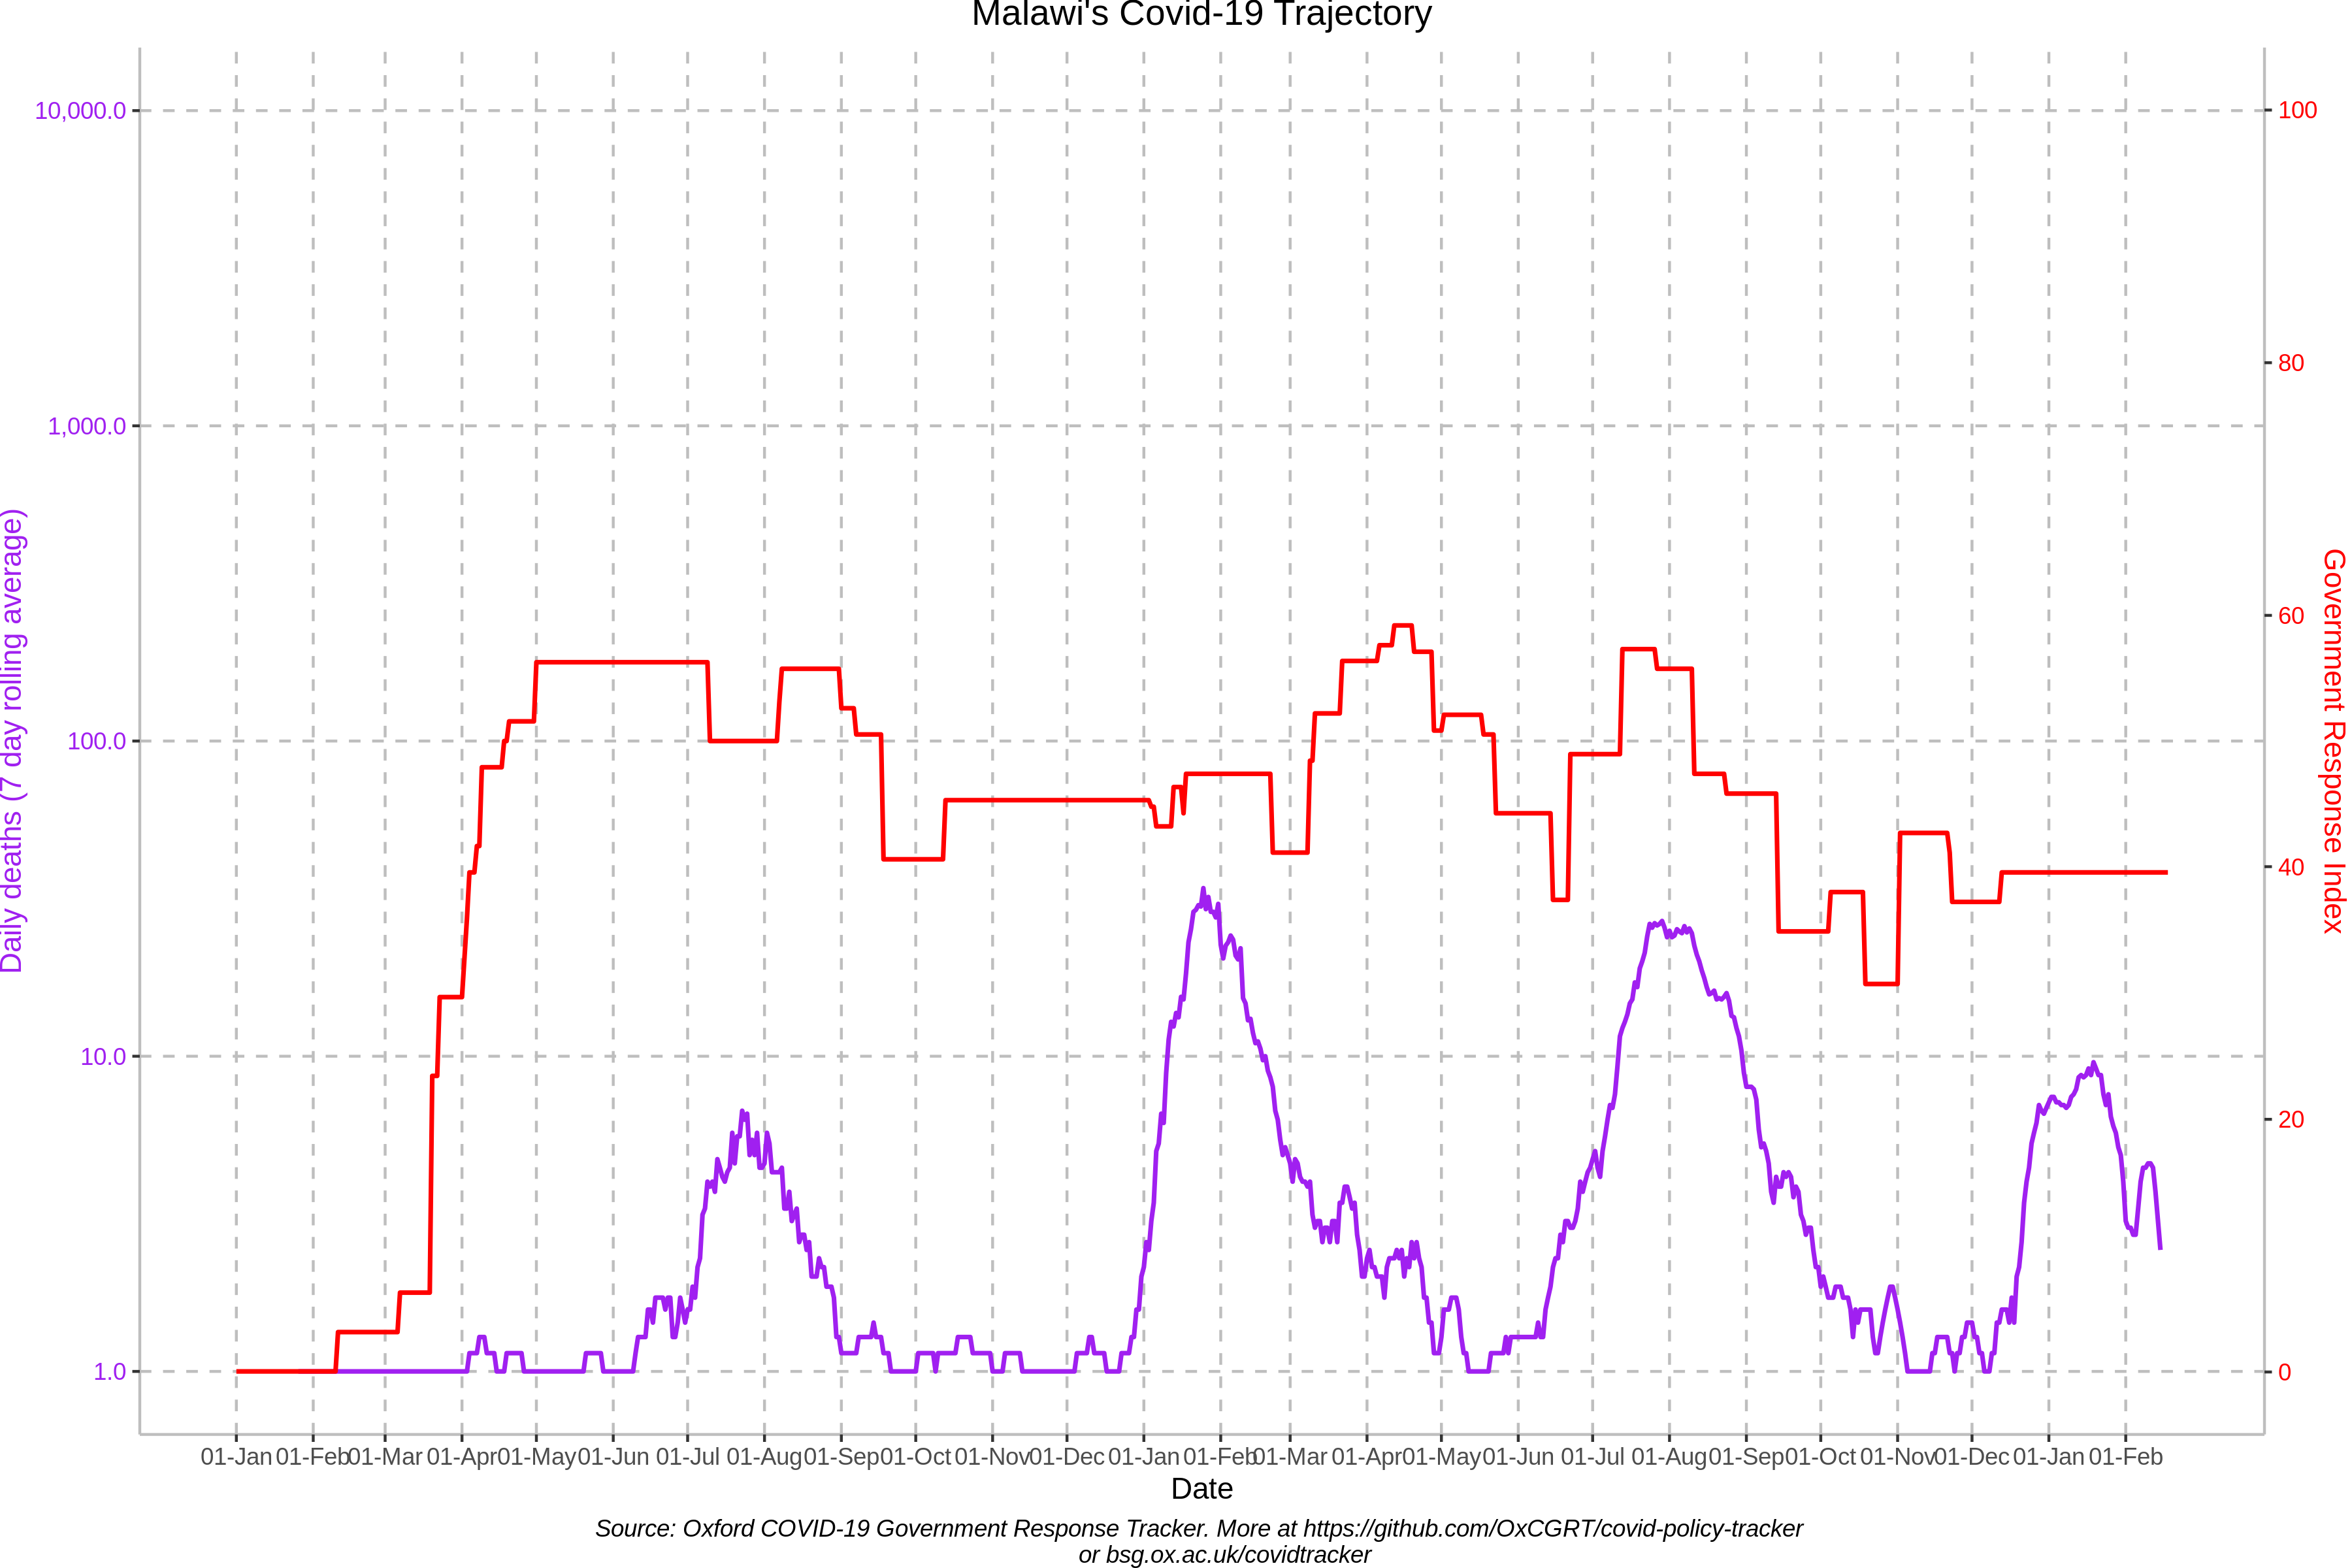 Malawi's Covid-19 Trajectory
10,000.0
1,000.0
100.0
10.0
1.0
Daily deaths (7 day rolling average)
100
80
60
40
20
0
Government Response Index
01-Jan 01-Feb 01-Mar 01-Apr 01-May 01-Jun 01-Jul 01-Aug 01-Sep 01-Oct 01-Nov 01-Dec 01-Jan 01-Feb 01-Mar 01-Apr 01-May 01-Jun 01-Jul 01-Aug 01-Sep 01-Oct 01-Nov 01-Dec 01-Jan 01-Feb
Date
Source: Oxford COVID-19 Government Response Tracker. More at https://github.com/OxCGRT/covid-policy-tracker
or bsg.ox.ac.uk/covidtracker